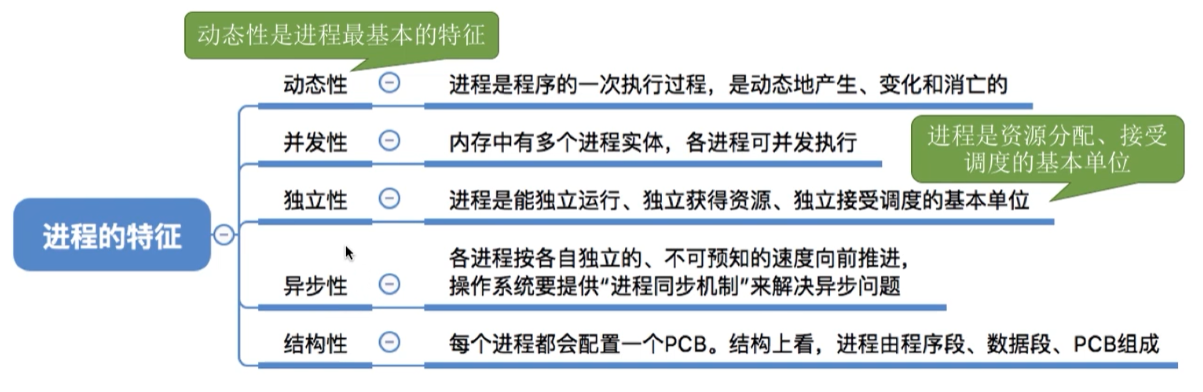 动态性是进程最基本的特征
动态性
进程是程序的一次执行过程，是动态地产生、变化和消亡的
并发性
内存中有多个进程实体，各进程可并发执行
进程是资源分配、接受
调度的基本单位
独立性
进程是能独立运行、独立获得资源、独立接受调度的基本单位
进程的特征
异步性
各进程按各自独立的、不可预知的速度向前推进，
操作系统要提供“进程同步机制”来解决异步问题
结构性
每个进程都会配置一个PCB。结构上看，进程由程序段、数据段、PCB组成